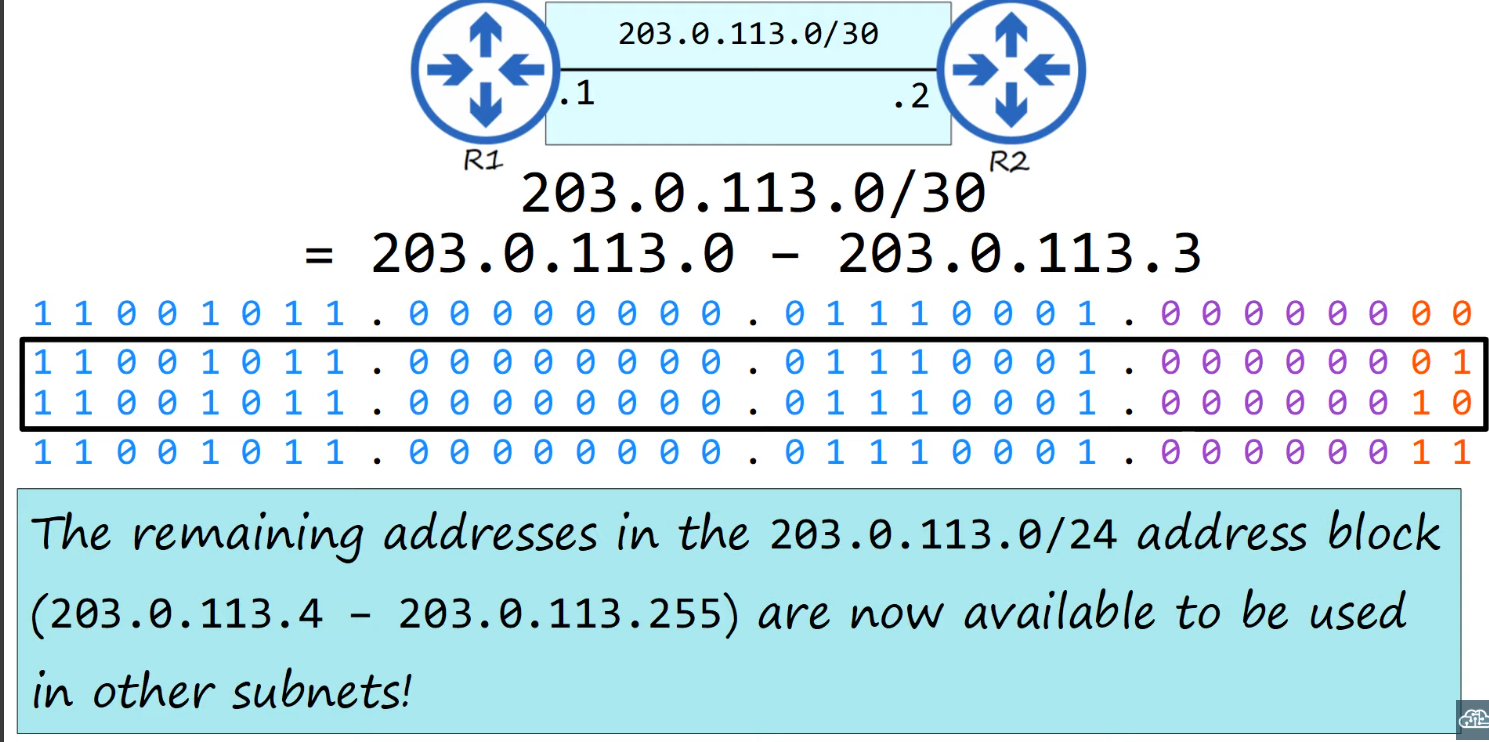 203.0.113.0/30
.1
.2
R1
R2
203.0.113.0/30
= 203.0.113.0 – 203.0.113.3
1 1 0 0 1 0 1 1 . 0 0 0 0 0 0 0 0 . 0 1 1 1 0 0 0 1 . 0 0 0 0 0 0 0 0
1 1 0 0 1 0 1 1 . 0 0 0 0 0 0 0 0 . 0 1 1 1 0 0 0 1 . 0 0 0 0 0 0 0 1
1 1 0 0 1 0 1 1 . 0 0 0 0 0 0 0 0 . 0 1 1 1 0 0 0 1 . 0 0 0 0 0 0 1 0
1 1 0 0 1 0 1 1 . 0 0 0 0 0 0 0 0 . 0 1 1 1 0 0 0 1 . 0 0 0 0 0 0 1 1
The remaining addresses in the 203.0.113.0/24 address block
(203.0.113.4 – 203.0.113.255) are now available to be used
in other subnets!